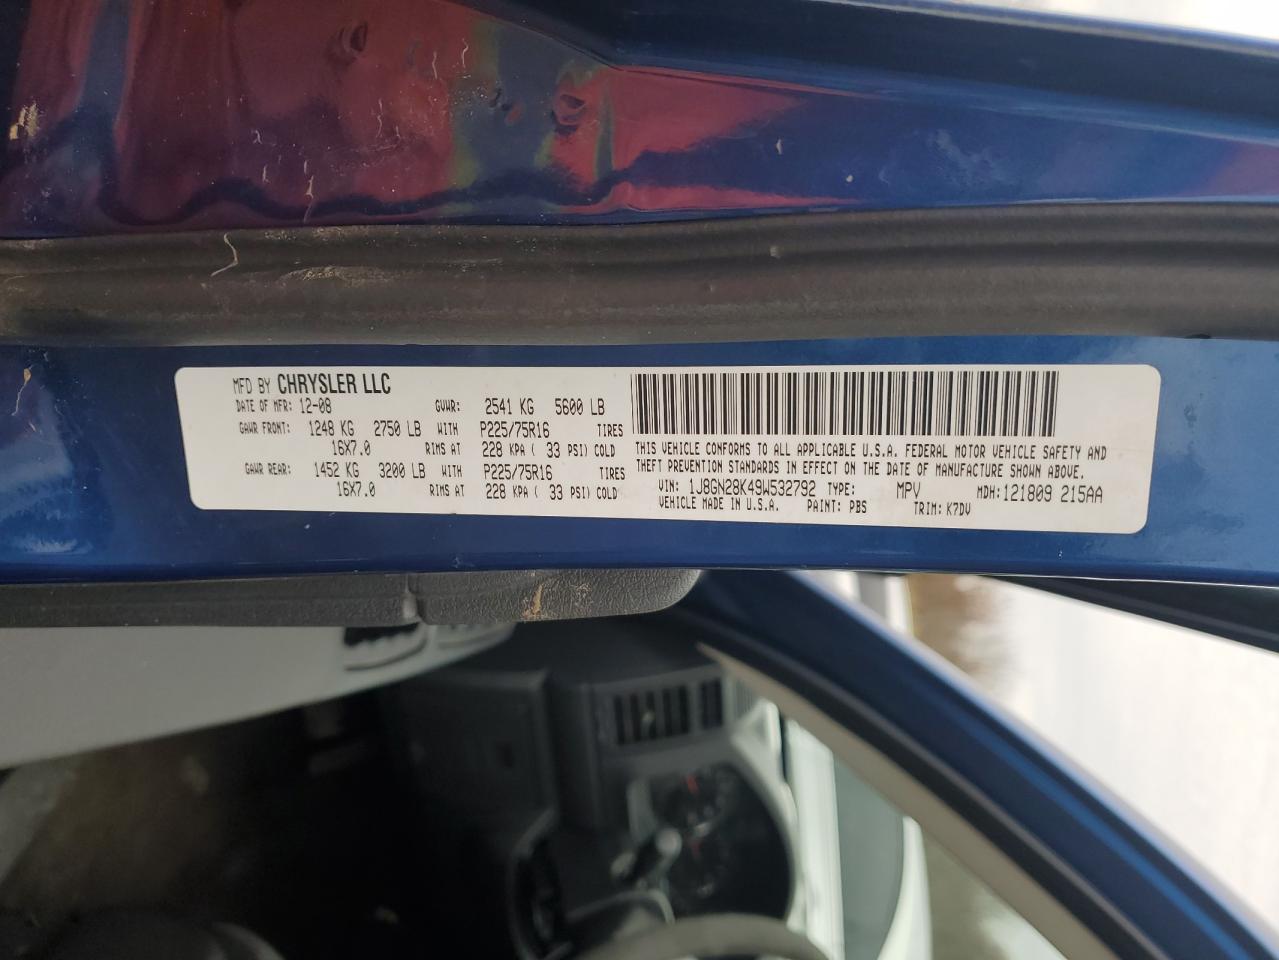 MFD BY CHRYSLER LLC
DATE OF MFR: 12-08 GVWR: 2541 KG 5600 LB
GAWR FRONT: 1248 KG 2750 LB WITH P225/75R16 TIRES
16X7.0 RIMS AT 228 KPA ( 33 PSI) COLD
GAWR REAR: 1452 KG 3200 LB WITH P225/75R16 TIRES
16X7.0 RIMS AT 228 KPA ( 33 PSI) COLD
THIS VEHICLE CONFORMS TO ALL APPLICABLE U.S.A. FEDERAL MOTOR VEHICLE SAFETY AND
THEFT PREVENTION STANDARDS IN EFFECT ON THE DATE OF MANUFACTURE SHOWN ABOVE.
VIN: 1J8GN28K49W532792 TYPE: MPV MDH:121809 215AA
VEHICLE MADE IN U.S.A. PAINT: PBS TRIM: K7DV